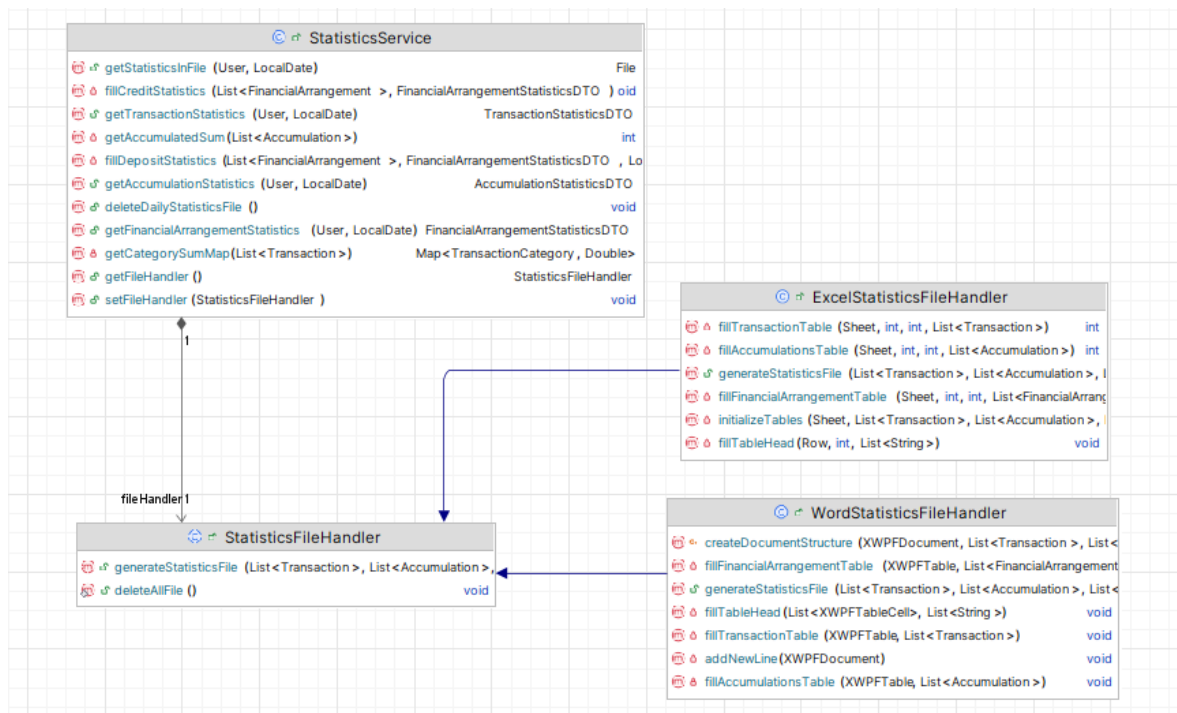 StatisticsService
getStatisticsInFile (User, LocalDate) File
fillCreditStatistics (List<FinancialArrangement >, FinancialArrangementStatisticsDTO ) oid
getTransactionStatistics (User, LocalDate) TransactionStatisticsDTO
getAccumulatedSum(List<Accumulation>) int
fillDepositStatistics (List<FinancialArrangement >, FinancialArrangementStatisticsDTO , Lo
getAccumulationStatistics (User, LocalDate) AccumulationStatisticsDTO
deleteDailyStatisticsFile () void
getFinancialArrangementStatistics (User, LocalDate) FinancialArrangementStatisticsDTO
getCategorySumMap(List<Transaction>) Map<TransactionCategory, Double>
getFileHandler () StatisticsFileHandler
setFileHandler (StatisticsFileHandler ) void
1
fileHandler 1
ExcelStatisticsFileHandler
fillTransactionTable (Sheet, int, int, List<Transaction>) int
fillAccumulationsTable (Sheet, int, int, List<Accumulation>) int
generateStatisticsFile (List<Transaction>, List<Accumulation>, L
fillFinancialArrangementTable (Sheet, int, int, List<FinancialArrang
initializeTables (Sheet, List<Transaction>, List<Accumulation>,
fillTableHead(Row, int, List<String>) void
StatisticsFileHandler
generateStatisticsFile (List<Transaction>, List<Accumulation>,
deleteAllFile () void
WordStatisticsFileHandler
createDocumentStructure (XWPFDocument, List<Transaction>, List<
fillFinancialArrangementTable (XWPFTable, List<FinancialArrangement
generateStatisticsFile (List<Transaction>, List<Accumulation>, List<
fillTableHead(List<XWPFTableCell>, List<String>) void
fillTransactionTable (XWPFTable, List<Transaction>) void
addNewLine(XWPFDocument) void
fillAccumulationsTable (XWPFTable, List<Accumulation>) void